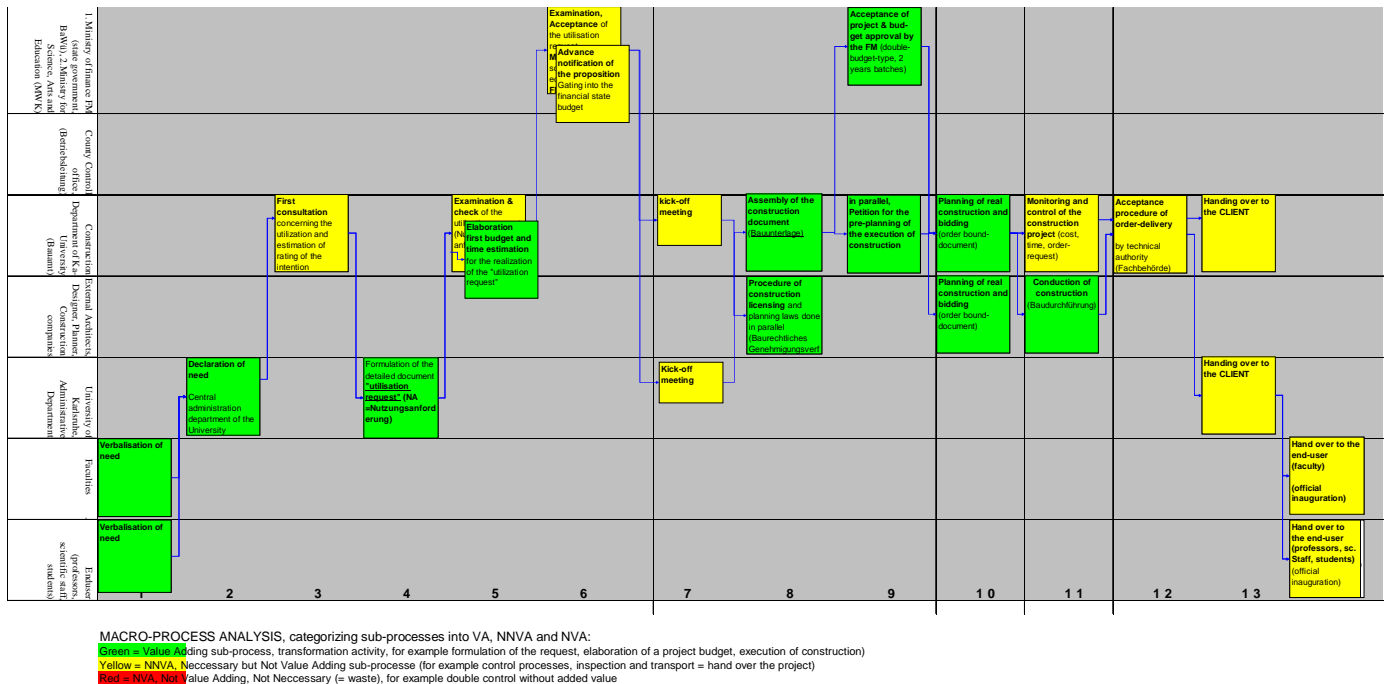 1. Ministry of finance FM
(state government,
BaWü), 2.Ministry for
Science, Arts and
Education (MWK)
Examination,
Acceptance of
the utilisation
Advance
notification of
the proposition
Gating into the
financial state
budget
Acceptance of
project & bud-
get approval by
the FM (double-
budget-type, 2
years batches)
County Control
office,
(Betriebsleitung)
Construction
Department of Ka-
University
(Bauamt)
First
consultation
concerning the
utilization and
estimation of
rating of the
intention
Examination &
check of the
Elaboration
first budget and
time estimation
for the realization
of the "utilization
request"
kick-off
meeting
Assembly of the
construction
document
(Bauunterlage)
in parallel,
Petition for the
pre-planning of
the execution of
construction
Planning of real
construction and
bidding
(order bound-
document)
Monitoring and
control of the
construction
project (cost,
time, order-
request)
Acceptance
procedure of
order-delivery
by technical
authority
(Fachbehörde)
Handing over to
the CLIENT
External Architects,
Designer, Planner,
Construction
companies
Procedure of
construction
licensing and
planning laws done
in parallel
(Baurechtliches
Genehmigungsverf
Planning of real
construction and
bidding
(order bound-
document)
Conduction of
construction
(Baudurchführung)
University of
Karlsruhe,
Administrative
Department
Declaration of
need
Central
administration
department of the
University
Formulation of the
detailed document
"utilisation
request" (NA
=Nutzungsanford
erung)
Kick-off
meeting
Handing over to
the CLIENT
Faculties
Verbalisation of
need
Hand over to the
end-user
(faculty)
(official
inauguration)
Enduser
(professors,
scientific staff,
students)
Verbalisation of
need
Hand over to
the end-user
(professors, sc.
Staff, students)
(official
inauguration)
1 2 3 4 5 6 7 8 9 10 11 12 13
MACRO-PROCESS ANALYSIS, categorizing sub-processes into VA, NNVA and NVA:
Green = Value Adding sub-process, transformation activity, for example formulation of the request, elaboration of a project budget, execution of construction)
Yellow = NNVA, Neccessary but Not Value Adding sub-processe (for example control processes, inspection and transport = hand over the project)
Red = NVA, Not Value Adding, Not Neccessary (= waste), for example double control without added value